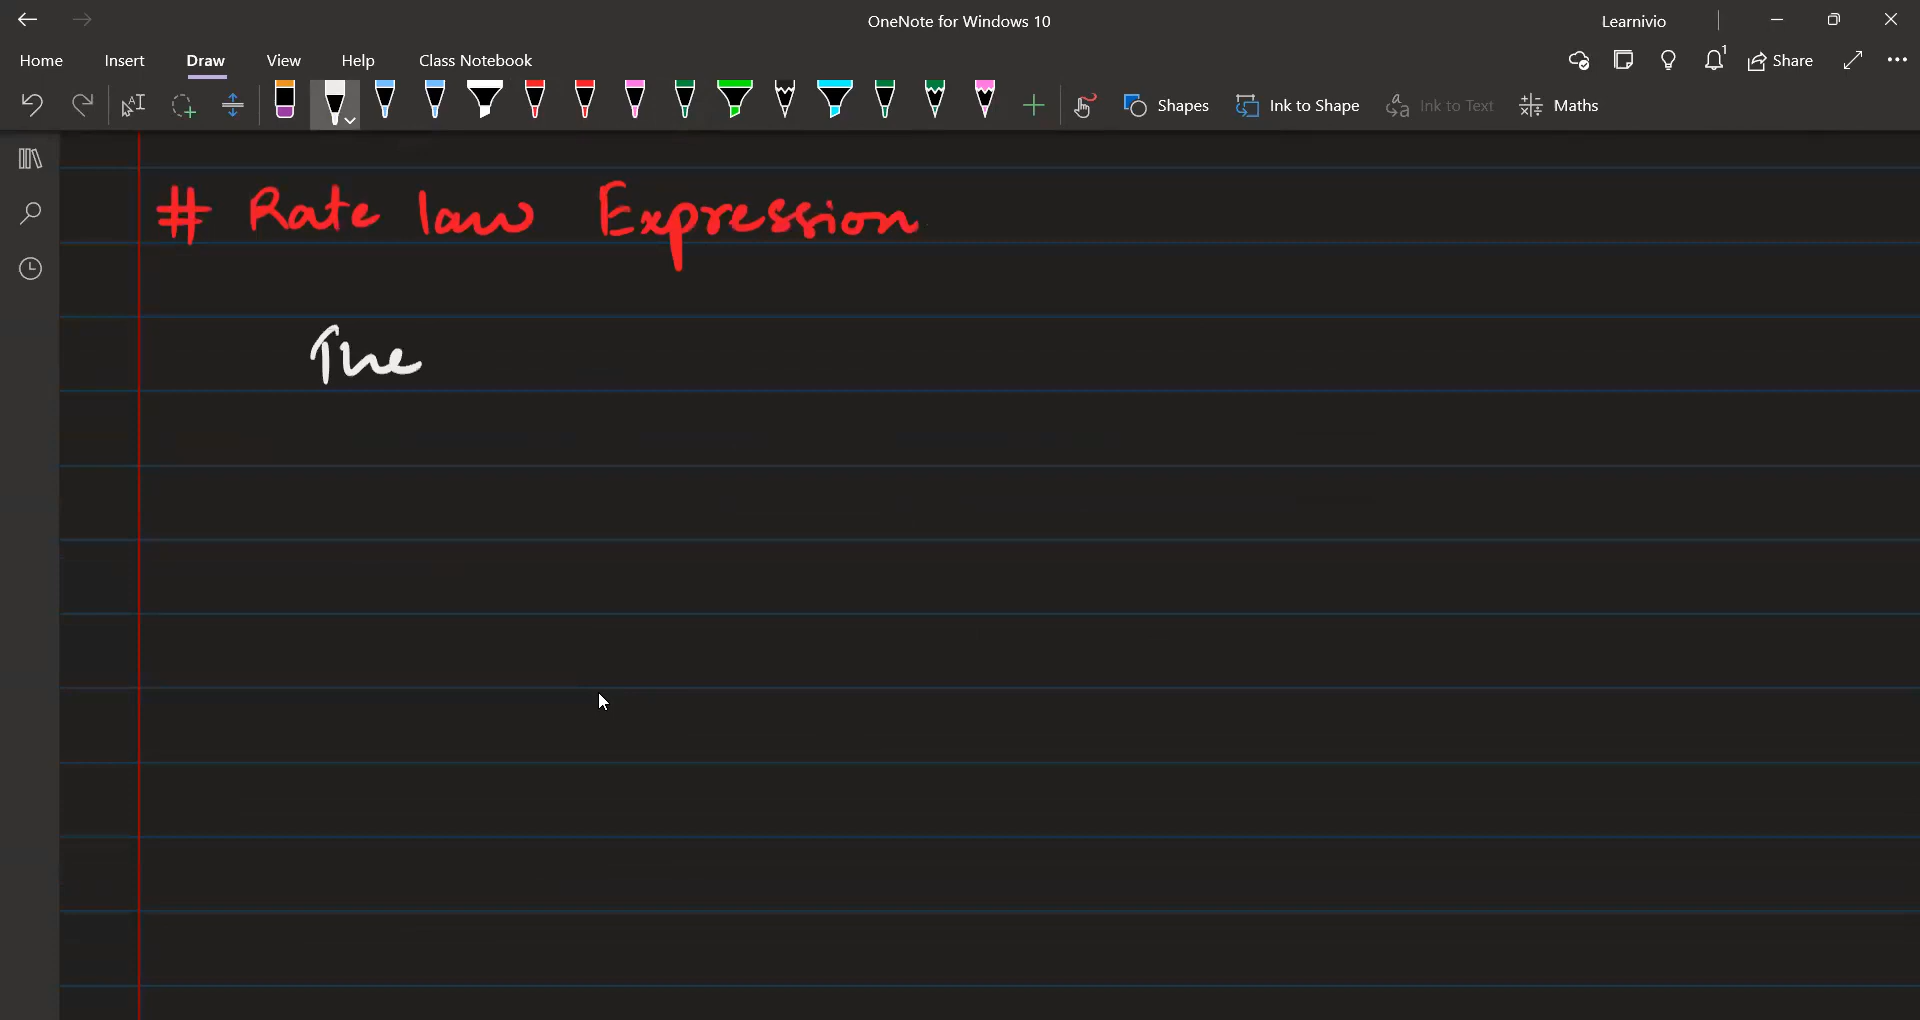 OneNote for Windows 10
Learnivio
Home Insert Draw View Help Class Notebook
1
Share
Shapes Ink to Shape Ink to Text Maths
# Rate law Expression
The